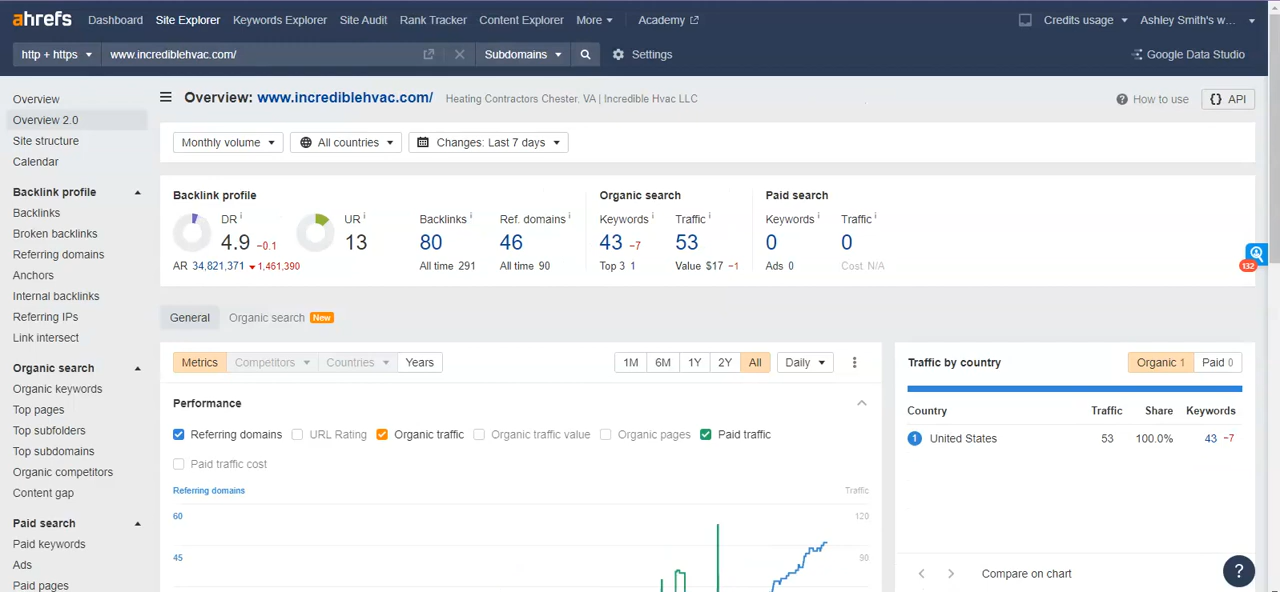 ahrefs Dashboard Site Explorer Keywords Explorer Site Audit Rank Tracker Content Explorer More Academy Credits usage Ashley Smith's w...
http + https www.incrediblehvac.com/ Subdomains Settings Google Data Studio
Overview
Overview 2.0
Site structure
Calendar
Backlink profile
Backlinks
Broken backlinks
Referring domains
Anchors
Internal backlinks
Referring IPs
Link intersect
Organic search
Organic keywords
Top pages
Top subfolders
Top subdomains
Organic competitors
Content gap
Paid search
Paid keywords
Ads
Paid pages
Overview: www.incrediblehvac.com/ Heating Contractors Chester, VA | Incredible Hvac LLC How to use {} API
Monthly volume All countries Changes: Last 7 days
Backlink profile
DR UR Backlinks Ref. domains
4.9 −0.1 13 80 46
AR 34,821,371 1,461,390 All time 291 All time 90
Organic search
Keywords Traffic
43 −7 53
Top 3 1 Value $17 −1
Paid search
Keywords Traffic
0 0
Ads 0 Cost N/A
132
General Organic search New
Metrics Competitors Countries Years 1M 6M 1Y 2Y All Daily
Performance
Referring domains URL Rating Organic traffic Organic traffic value Organic pages Paid traffic
Paid traffic cost
Referring domains Traffic
60 120
45 90
Traffic by country Organic 1 Paid 0
Country Traffic Share Keywords
1 United States 53 100.0% 43 −7
Compare on chart
?